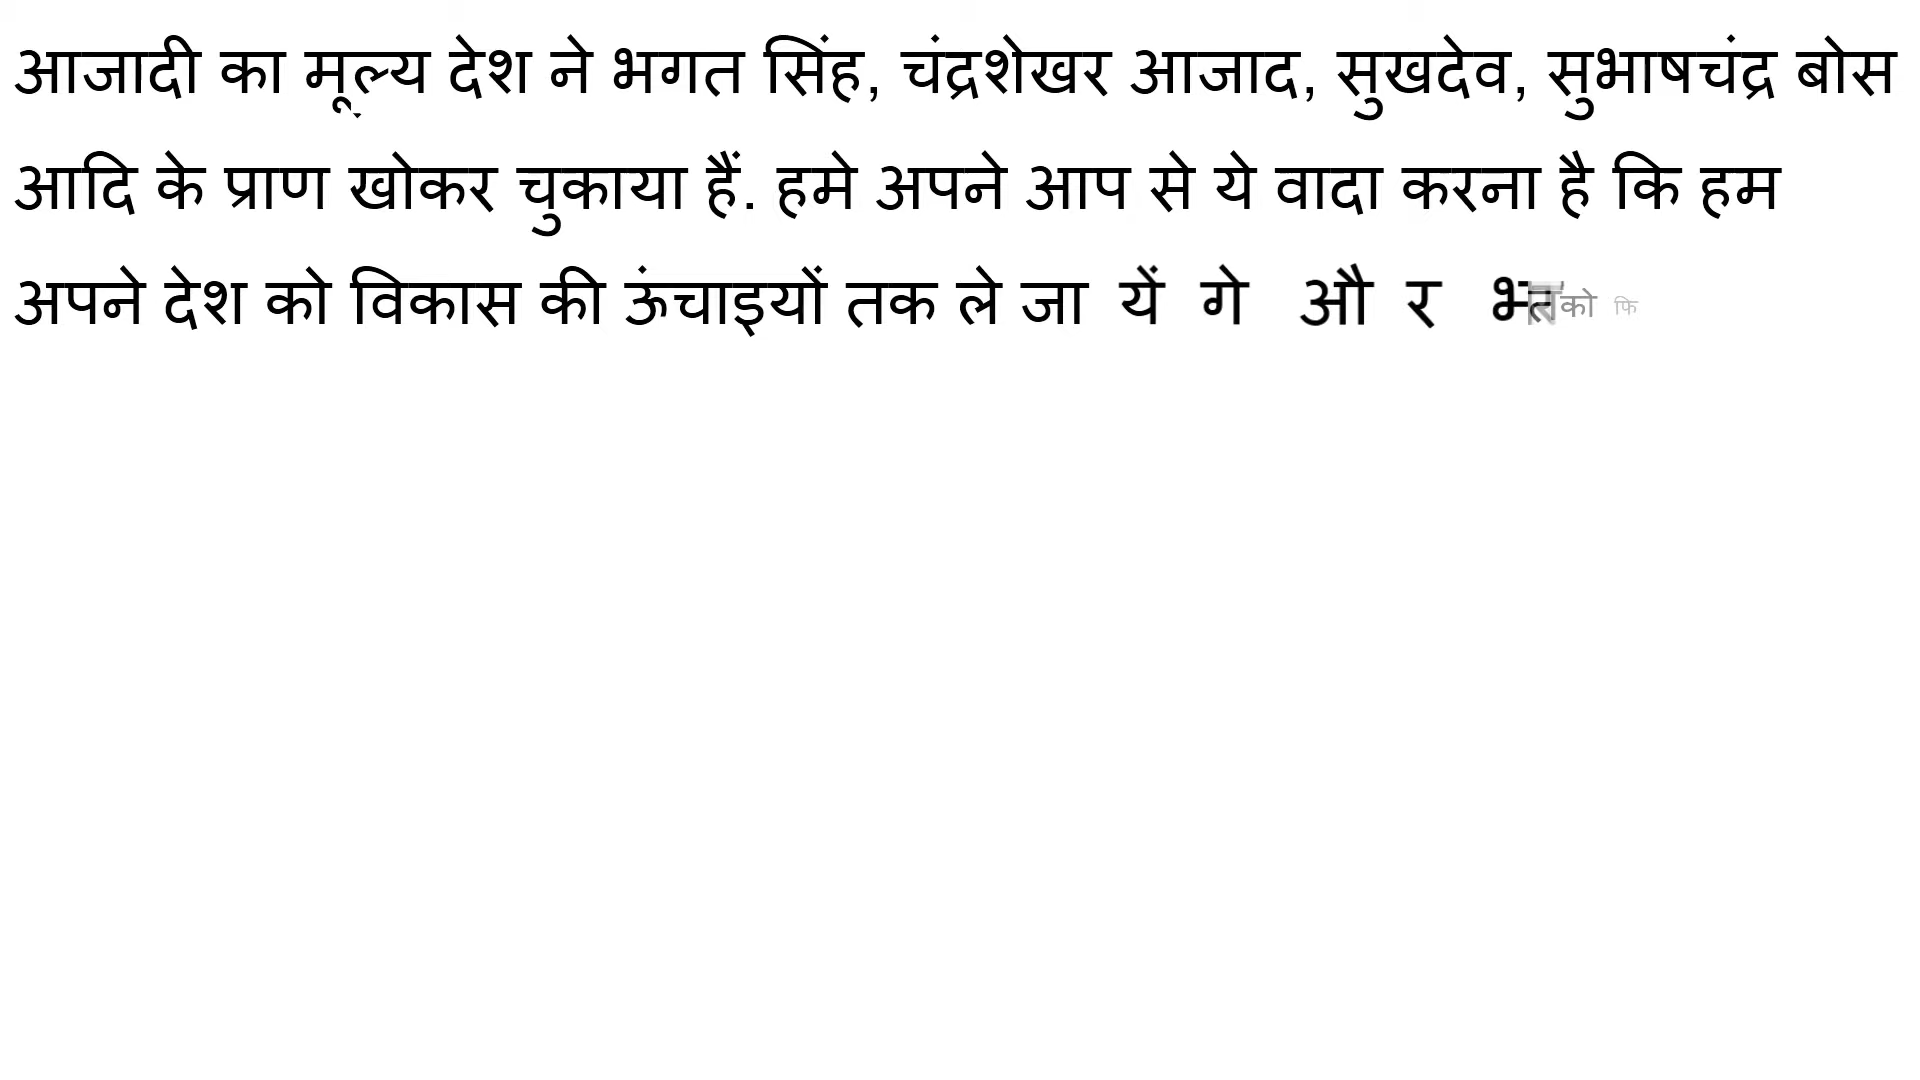 आजादी का मूल्य देश ने भगत सिंह, चंद्रशेखर आजाद, सुखदेव, सुभाषचंद्र बोस
आदि के प्राण खोकर चुकाया हैं. हमे अपने आप से ये वादा करना है कि हम
अपने देश को विकास की ऊंचाइयों तक ले जायेंगे और